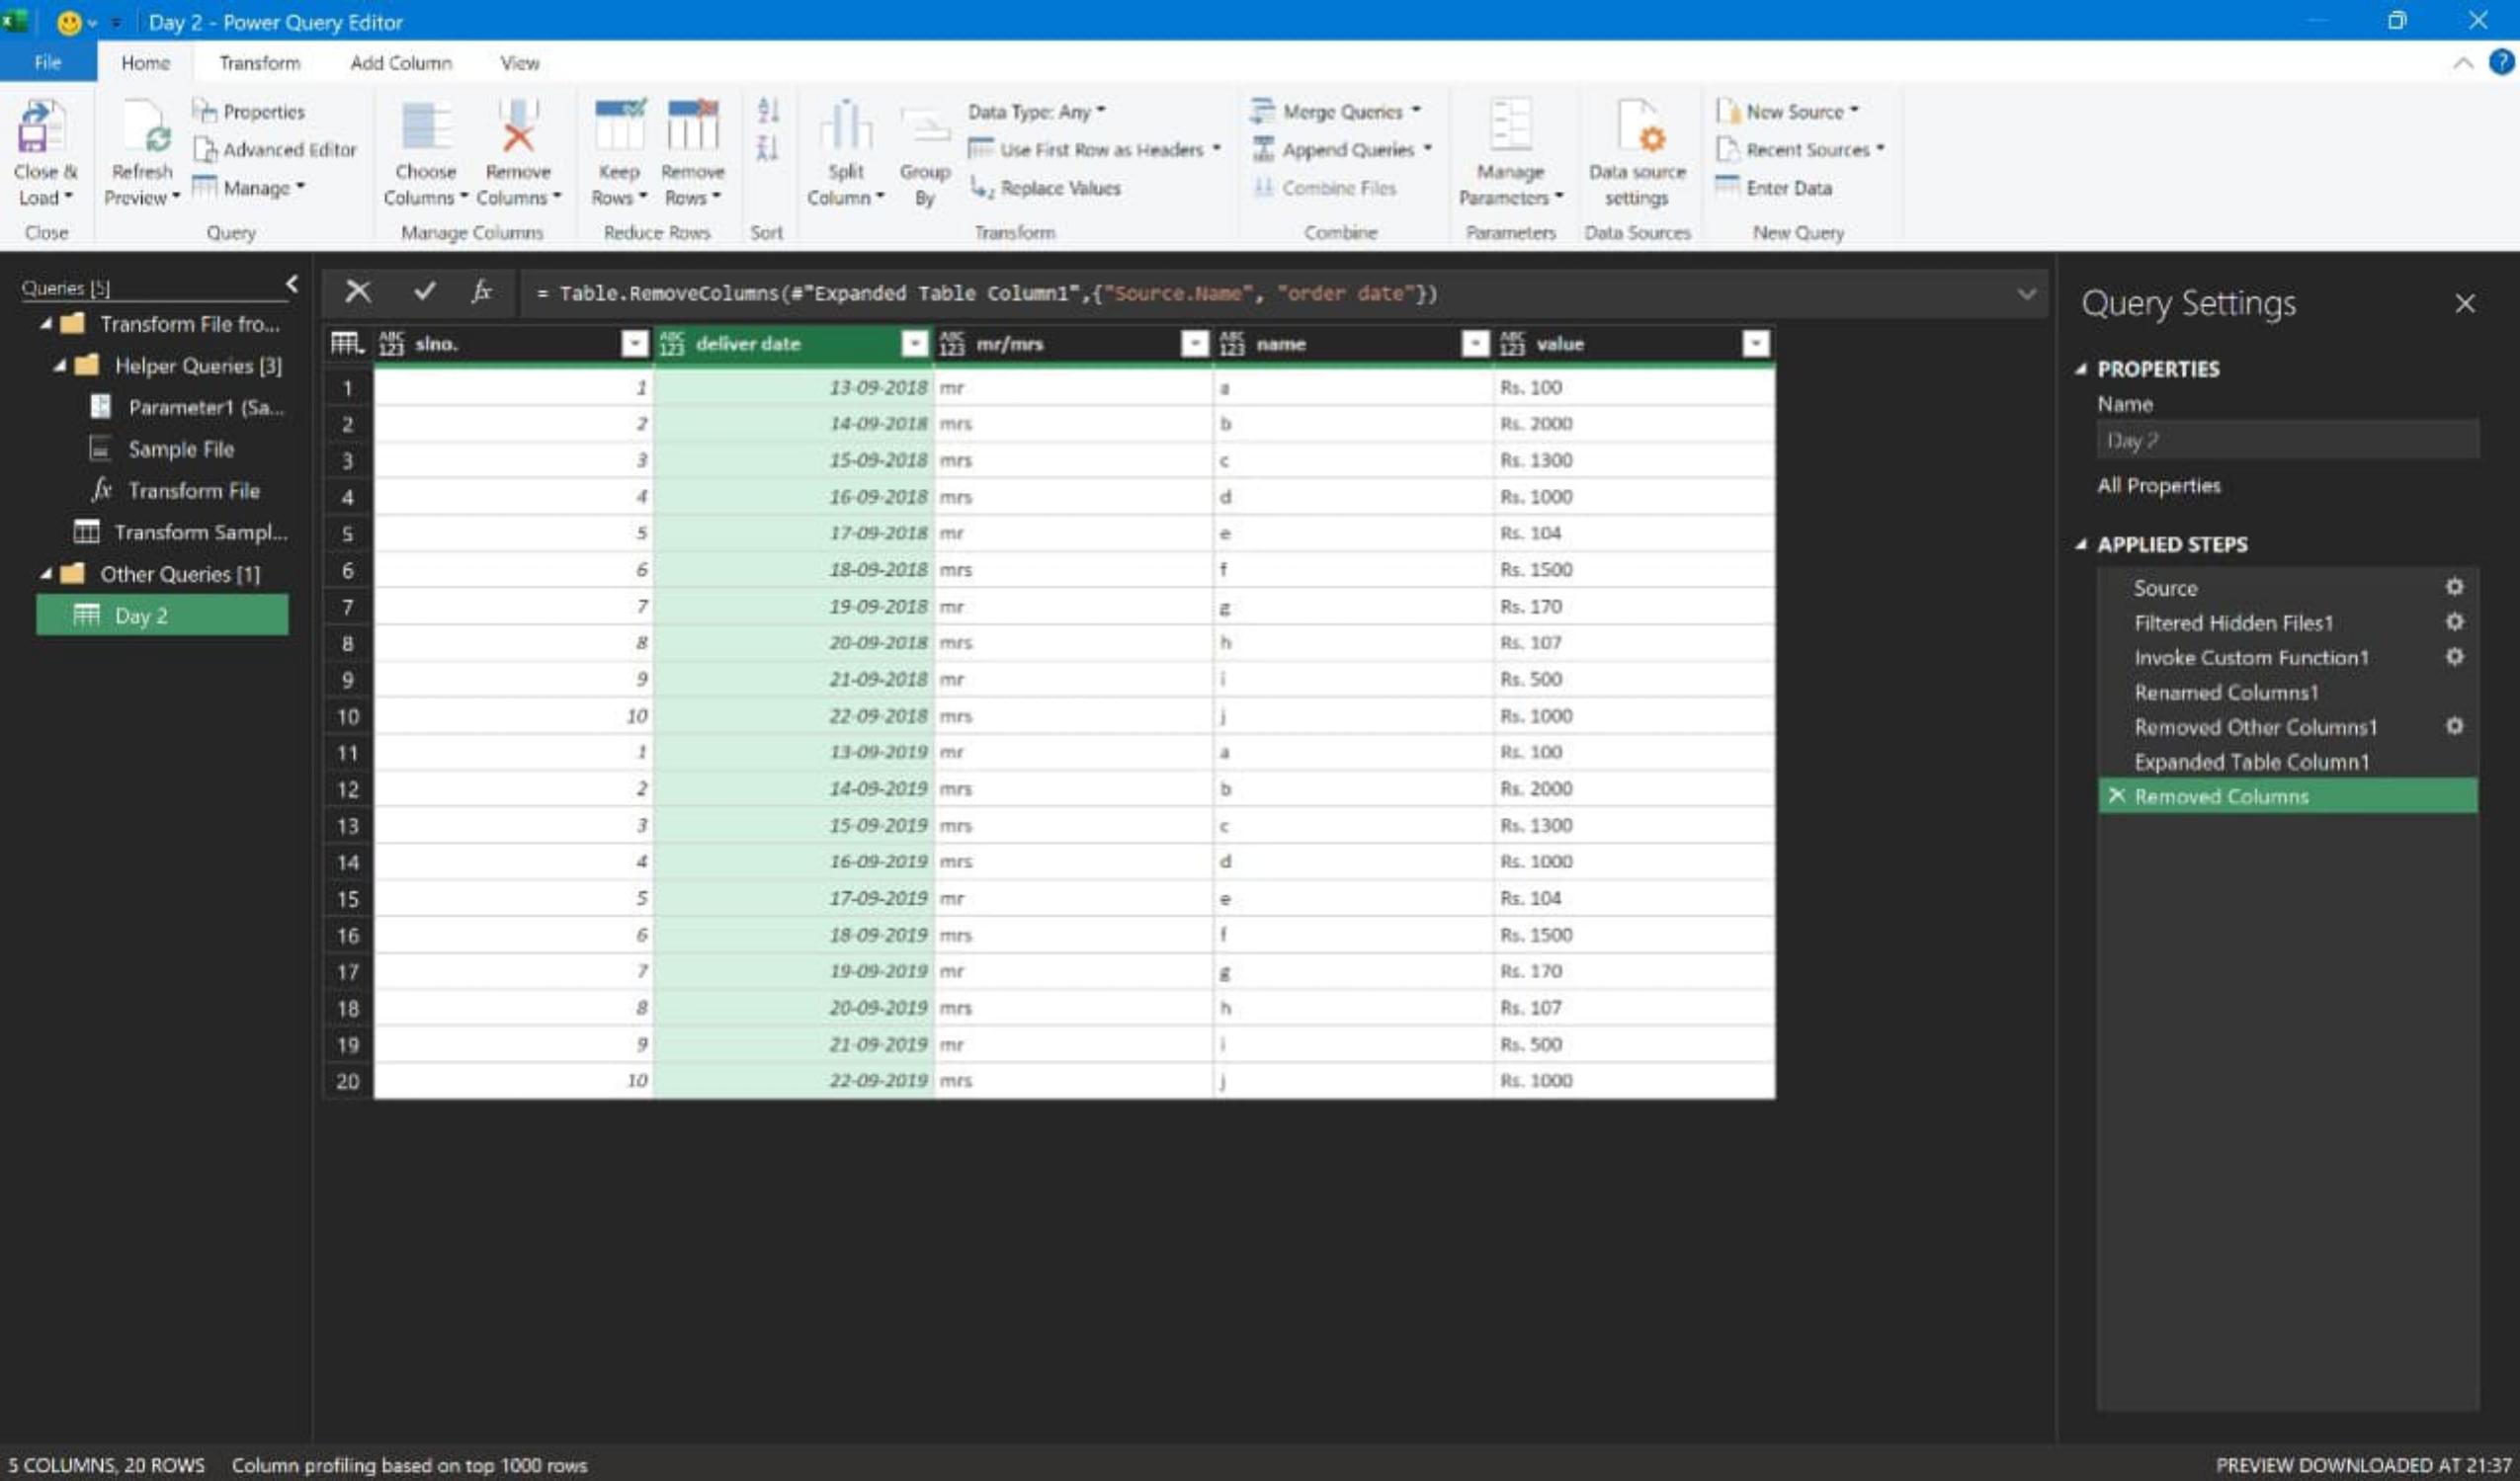 Day 2 - Power Query Editor
File Home Transform Add Column View
Close & Load
Refresh Preview
Properties
Advanced Editor
Manage
Choose Columns
Remove Columns
Keep Rows
Remove Rows
Split Column
Group By
Data Type: Any
Use First Row as Headers
Replace Values
Merge Queries
Append Queries
Combine Files
Manage Parameters
Data source settings
New Source
Recent Sources
Enter Data
Close Query Manage Columns Reduce Rows Sort Transform Combine Parameters Data Sources New Query
Queries [5]
Transform File fro...
Helper Queries [3]
Parameter1 (Sa...
Sample File
fx Transform File
Transform Sampl...
Other Queries [1]
Day 2
fx = Table.RemoveColumns(#"Expanded Table Column1",{"Source.Name", "order date"})
ABC 123 slno. ABC 123 deliver date ABC 123 mr/mrs ABC 123 name ABC 123 value
1 1 13-09-2018 mr a Rs. 100
2 2 14-09-2018 mrs b Rs. 2000
3 3 15-09-2018 mrs c Rs. 1300
4 4 16-09-2018 mrs d Rs. 1000
5 5 17-09-2018 mr e Rs. 104
6 6 18-09-2018 mrs f Rs. 1500
7 7 19-09-2018 mr g Rs. 170
8 8 20-09-2018 mrs h Rs. 107
9 9 21-09-2018 mr i Rs. 500
10 10 22-09-2018 mrs j Rs. 1000
11 1 13-09-2019 mr a Rs. 100
12 2 14-09-2019 mrs b Rs. 2000
13 3 15-09-2019 mrs c Rs. 1300
14 4 16-09-2019 mrs d Rs. 1000
15 5 17-09-2019 mr e Rs. 104
16 6 18-09-2019 mrs f Rs. 1500
17 7 19-09-2019 mr g Rs. 170
18 8 20-09-2019 mrs h Rs. 107
19 9 21-09-2019 mr i Rs. 500
20 10 22-09-2019 mrs j Rs. 1000
Query Settings
PROPERTIES
Name
Day 2
All Properties
APPLIED STEPS
Source
Filtered Hidden Files1
Invoke Custom Function1
Renamed Columns1
Removed Other Columns1
Expanded Table Column1
Removed Columns
5 COLUMNS, 20 ROWS Column profiling based on top 1000 rows
PREVIEW DOWNLOADED AT 21:37